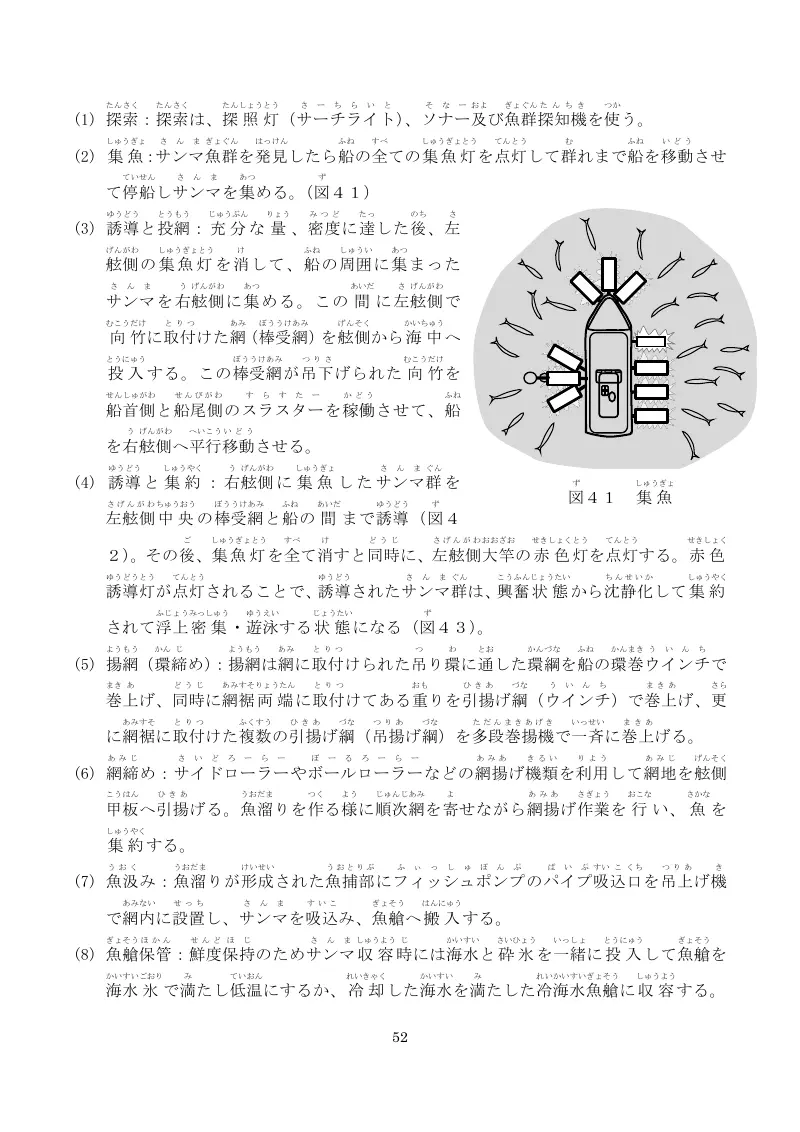 (1) 探索：探索は、探照灯（サーチライト）、ソナー及び魚群探知機を使う。
(2) 集魚：サンマ魚群を発見したら船の全ての集魚灯を点灯して群れまで船を移動させ
て停船しサンマを集める。（図４１）
(3) 誘導と投網：充分な量、密度に達した後、左
舷側の集魚灯を消して、船の周囲に集まった
サンマを右舷側に集める。この間に左舷側で
向竹に取付けた網（棒受網）を舷側から海中へ
投入する。この棒受網が吊下げられた向竹を
船首側と船尾側のスラスターを稼働させて、船
を右舷側へ平行移動させる。
(4) 誘導と集約：右舷側に集魚したサンマ群を
左舷側中央の棒受網と船の間まで誘導（図４
２）。その後、集魚灯を全て消すと同時に、左舷側大竿の赤色灯を点灯する。赤色
誘導灯が点灯されることで、誘導されたサンマ群は、興奮状態から沈静化して集約
されて浮上密集・遊泳する状態になる（図４３）。
(5) 揚網（環締め）：揚網は網に取付けられた吊り環に通した環綱を船の環巻ウインチで
巻上げ、同時に網裾両端に取付けてある重りを引揚げ綱（ウインチ）で巻上げ、更
に網裾に取付けた複数の引揚げ綱（吊揚げ綱）を多段巻揚機で一斉に巻上げる。
(6) 網締め：サイドローラーやボールローラーなどの網揚げ機類を利用して網地を舷側
甲板へ引揚げる。魚溜りを作る様に順次網を寄せながら網揚げ作業を行い、魚を
集約する。
(7) 魚汲み：魚溜りが形成された魚捕部にフィッシュポンプのパイプ吸込口を吊上げ機
で網内に設置し、サンマを吸込み、魚艙へ搬入する。
(8) 魚艙保管：鮮度保持のためサンマ収容時には海水と砕氷を一緒に投入して魚艙を
海水氷で満たし低温にするか、冷却した海水を満たした冷海水魚艙に収容する。
図４１　集魚
52